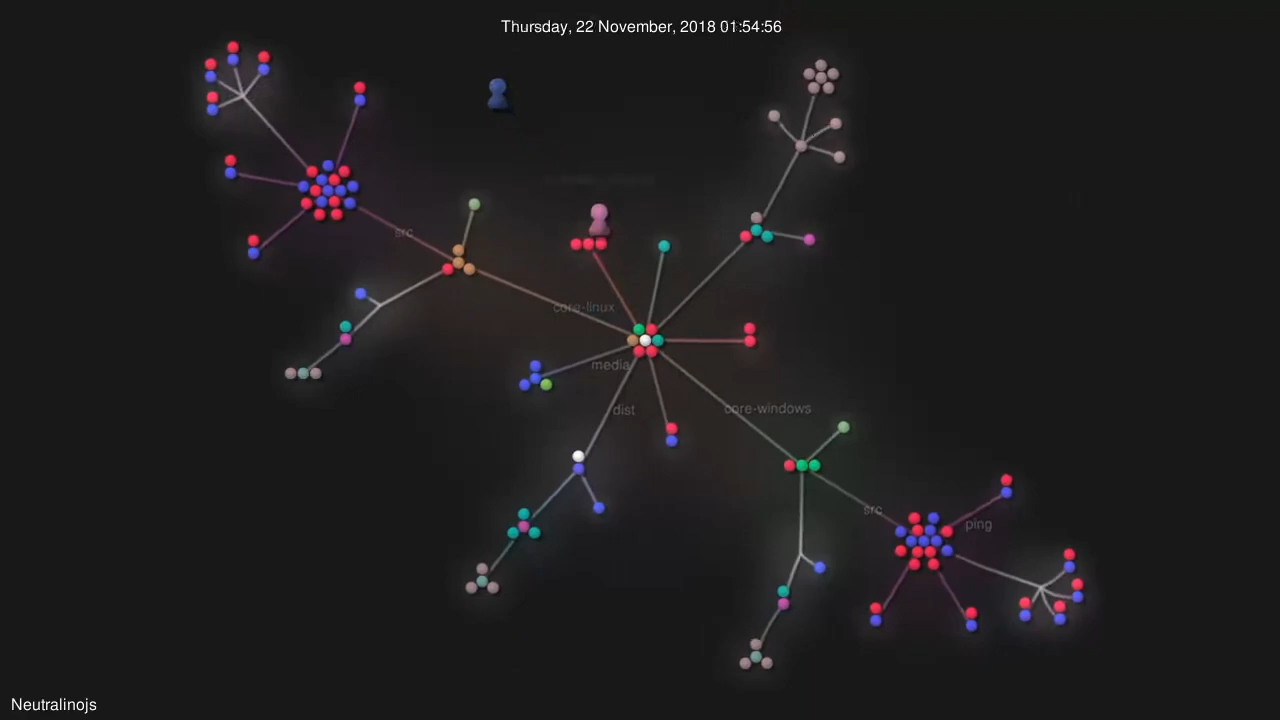 Thursday, 22 November, 2018 01:54:56
src
core-linux
media
dist
core-windows
src
ping
Neutralinojs